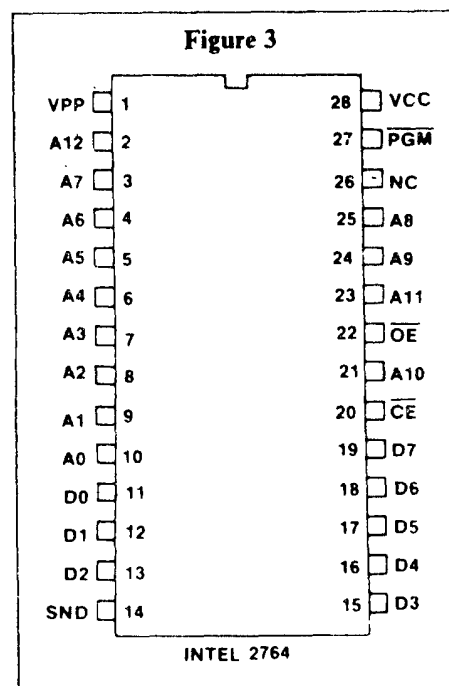 Figure 3
VPP 1 28 VCC
A12 2 27 P̅G̅M̅
A7 3 26 NC
A6 4 25 A8
A5 5 24 A9
A4 6 23 A11
A3 7 22 O̅E̅
A2 8 21 A10
A1 9 20 C̅E̅
A0 10 19 D7
D0 11 18 D6
D1 12 17 D5
D2 13 16 D4
SND 14 15 D3
INTEL 2764